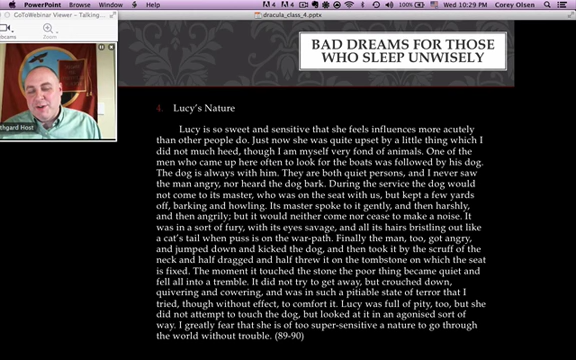 File Edit View Window Help
100%
Wed 10:29 PM Corey Olsen
GoToWebinar Viewer – Talking...
dracula_class_4.pptx
Zoom
thgard Host
BAD DREAMS FOR THOSE
WHO SLEEP UNWISELY
4. Lucy's Nature
Lucy is so sweet and sensitive that she feels influences more acutely
than other people do. Just now she was quite upset by a little thing which I
did not much heed, though I am myself very fond of animals. One of the
men who came up here often to look for the boats was followed by his dog.
The dog is always with him. They are both quiet persons, and I never saw
the man angry, nor heard the dog bark. During the service the dog would
not come to its master, who was on the seat with us, but kept a few yards
off, barking and howling. Its master spoke to it gently, and then harshly,
and then angrily; but it would neither come nor cease to make a noise. It
was in a sort of fury, with its eyes savage, and all its hairs bristling out like
a cat's tail when puss is on the war-path. Finally the man, too, got angry,
and jumped down and kicked the dog, and then took it by the scruff of the
neck and half dragged and half threw it on the tombstone on which the seat
is fixed. The moment it touched the stone the poor thing became quiet and
fell all into a tremble. It did not try to get away, but crouched down,
quivering and cowering, and was in such a pitiable state of terror that I
tried, though without effect, to comfort it. Lucy was full of pity, too, but she
did not attempt to touch the dog, but looked at it in an agonised sort of
way. I greatly fear that she is of too super-sensitive a nature to go through
the world without trouble. (89-90)